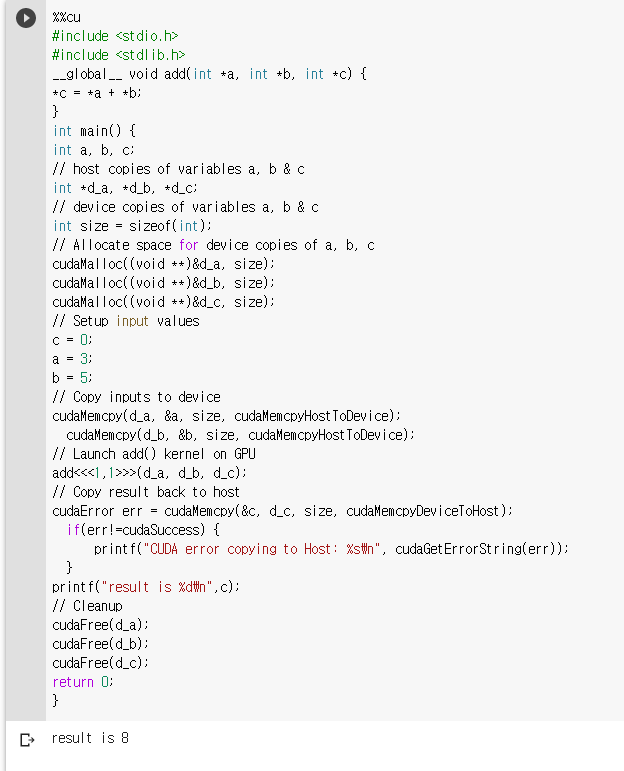 %%cu
#include <stdio.h>
#include <stdlib.h>
__global__ void add(int *a, int *b, int *c) {
*c = *a + *b;
}
int main() {
int a, b, c;
// host copies of variables a, b & c
int *d_a, *d_b, *d_c;
// device copies of variables a, b & c
int size = sizeof(int);
// Allocate space for device copies of a, b, c
cudaMalloc((void **)&d_a, size);
cudaMalloc((void **)&d_b, size);
cudaMalloc((void **)&d_c, size);
// Setup input values
c = 0;
a = 3;
b = 5;
// Copy inputs to device
cudaMemcpy(d_a, &a, size, cudaMemcpyHostToDevice);
  cudaMemcpy(d_b, &b, size, cudaMemcpyHostToDevice);
// Launch add() kernel on GPU
add<<<1,1>>>(d_a, d_b, d_c);
// Copy result back to host
cudaError err = cudaMemcpy(&c, d_c, size, cudaMemcpyDeviceToHost);
  if(err!=cudaSuccess) {
      printf("CUDA error copying to Host: %s₩n", cudaGetErrorString(err));
  }
printf("result is %d₩n",c);
// Cleanup
cudaFree(d_a);
cudaFree(d_b);
cudaFree(d_c);
return 0;
}
result is 8